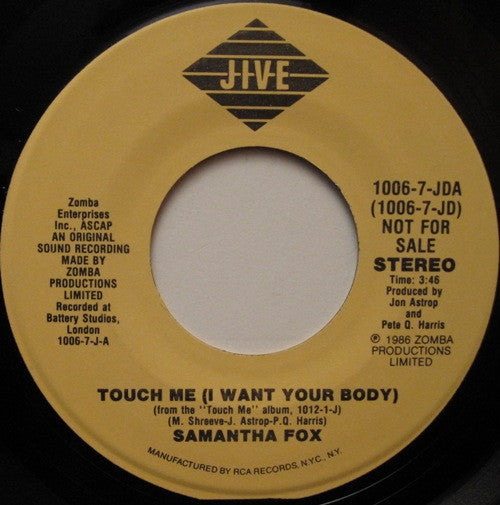 JIVE
Zomba
Enterprises
Inc., ASCAP
AN ORIGINAL
SOUND RECORDING
MADE BY
ZOMBA
PRODUCTIONS
LIMITED
Recorded at
Battery Studios,
London
1006-7-J-A
1006-7-JDA
(1006-7-JD)
NOT FOR
SALE
STEREO
Time: 3:46
Produced by
Jon Astrop
and
Pete Q. Harris
℗ 1986 ZOMBA
PRODUCTIONS
LIMITED
TOUCH ME (I WANT YOUR BODY)
(from the "Touch Me" album, 1012-1-J)
(M. Shreeve-J. Astrop-P.Q. Harris)
SAMANTHA FOX
MANUFACTURED BY RCA RECORDS, N.Y.C., N.Y.